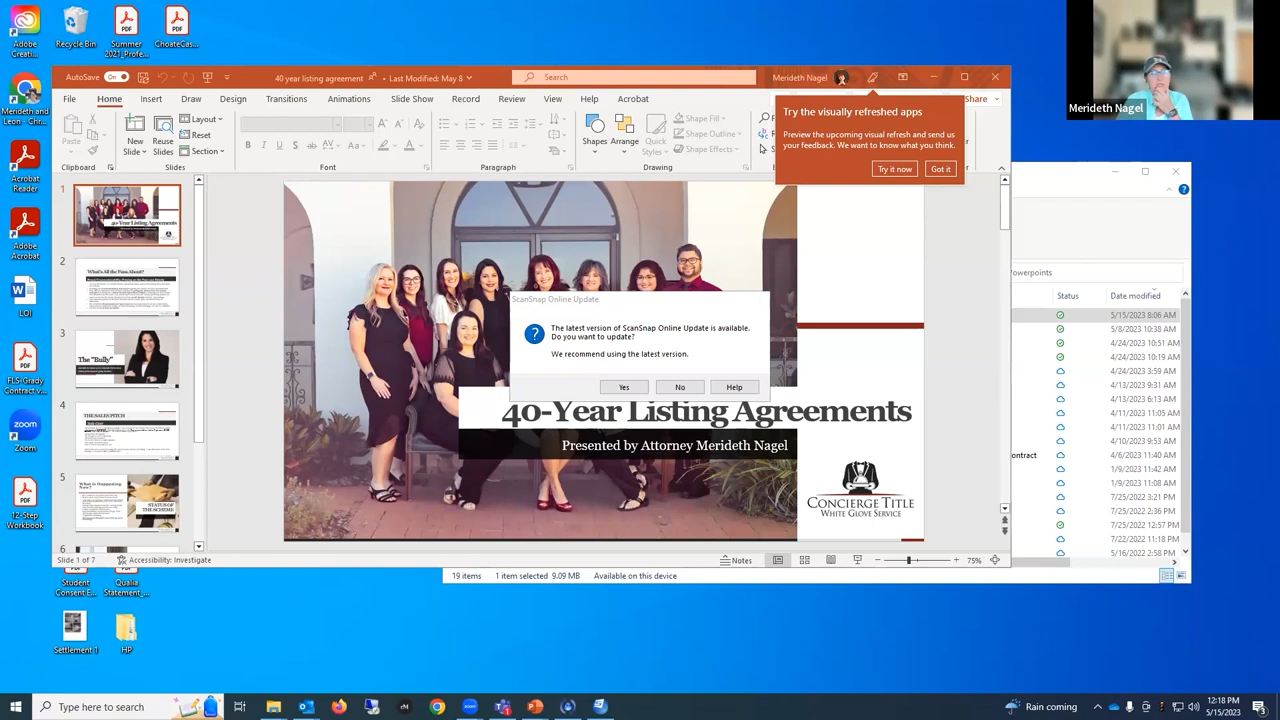 Adobe
Creati...
Recycle Bin
Summer
2021_Profe...
ChoateCas...
Merideth and
Leon - Chr...
Acrobat
Reader
Adobe
Acrobat
LOI
FLS-Grady
Contract v...
Zoom
12-Step
Workbook
Student
Consent E...
Qualia
Statement_...
Settlement 1
HP
AutoSave
On
40 year listing agreement
• Last Modified: May 8
Search
Merideth Nagel
File
Home
Insert
Draw
Design
Transitions
Animations
Slide Show
Record
Review
View
Help
Acrobat
Share
Paste
Clipboard
New
Slide
Reuse
Slides
Layout
Reset
Section
Slides
Shapes
Arrange
Quick
Styles
Shape Fill
Shape Outline
Shape Effects
Try the visually refreshed apps
Preview the upcoming visual refresh and send us
your feedback. We want to know what you think.
Try it now
Got it
1
40-Year Listing Agreements
2
What's All the Fuss About?
3
The "Bully"
4
THE SALES PITCH
5
What is Happening
Now?
STATUS OF
THE SCHEME
6
ScanSnap Online Update
The latest version of ScanSnap Online Update is available.
Do you want to update?
We recommend using the latest version.
Yes
No
Help
40-Year Listing Agreements
Presented by Attorney Merideth Nagel
CONCIERGE TITLE
WHITE GLOVE SERVICE
Slide 1 of 7
Accessibility: Investigate
Notes
75%
Merideth Nagel
Powerpoints
Status
Date modified
5/15/2023 8:06 AM
5/8/2023 10:38 AM
4/24/2023 10:51 AM
4/24/2023 10:19 AM
4/24/2023 3:59 AM
4/13/2023 9:31 AM
4/13/2023 6:13 AM
4/11/2023 11:05 AM
4/11/2023 11:01 AM
4/10/2023 9:53 AM
ontract
4/6/2023 11:40 AM
1/9/2023 11:42 AM
1/9/2023 11:08 AM
7/25/2022 3:21 PM
7/25/2022 2:36 PM
7/25/2022 12:57 PM
7/22/2022 11:18 PM
5/16/2022 2:58 PM
19 items
1 item selected 9.09 MB
Available on this device
Type here to search
Rain coming
12:18 PM
5/15/2023